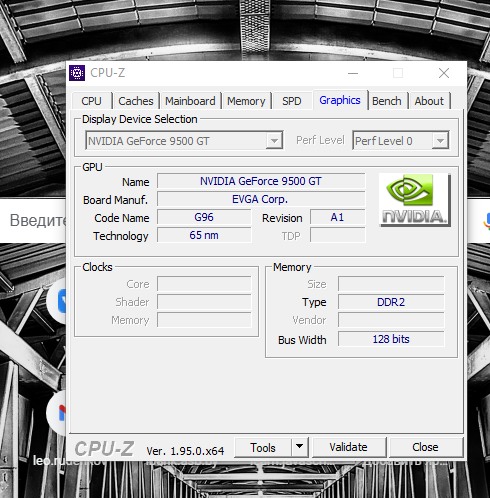 CPU-Z
CPU Caches Mainboard Memory SPD Graphics Bench About
Display Device Selection
NVIDIA GeForce 9500 GT Perf Level Perf Level 0
GPU
Name NVIDIA GeForce 9500 GT
Board Manuf. EVGA Corp.
Code Name G96 Revision A1
Technology 65 nm TDP
NVIDIA.
Введите
Clocks
Core
Shader
Memory
Memory
Size
Type DDR2
Vendor
Bus Width 128 bits
CPU-Z Ver. 1.95.0.x64 Tools Validate Close